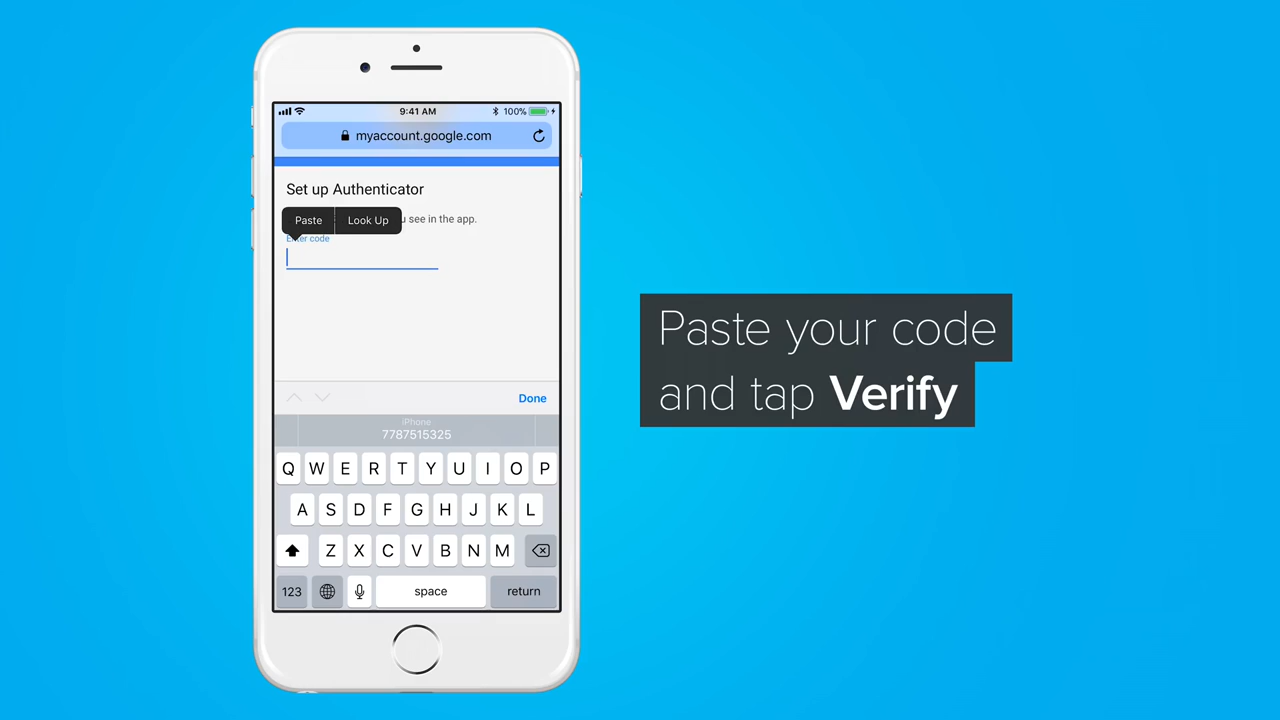 9:41 AM
100%
myaccount.google.com
Set up Authenticator
Paste Look Up see in the app.
Enter code
Done
iPhone
7787515325
Q W E R T Y U I O P
A S D F G H J K L
Z X C V B N M
123 space return
Paste your code
and tap Verify